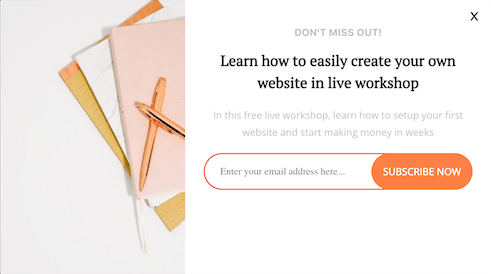 X
DON'T MISS OUT!
Learn how to easily create your own
website in live workshop
In this free live workshop, learn how to setup your first
website and start making money in weeks
Enter your email address here...
SUBSCRIBE NOW